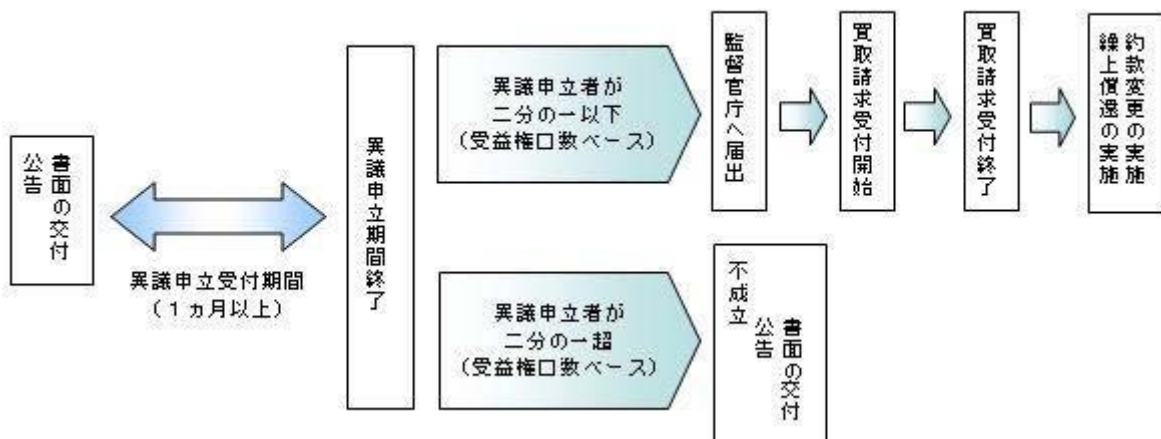 書面の交付
公告
異議申立受付期間
（１ヵ月以上）
異議申立期間終了
異議申立者が
二分の一以下
（受益権口数ベース）
監督官庁へ届出
買取請求受付開始
買取請求受付終了
約款変更の実施
繰上償還の実施
異議申立者が
二分の一超
（受益権口数ベース）
不成立
書面の交付
公告